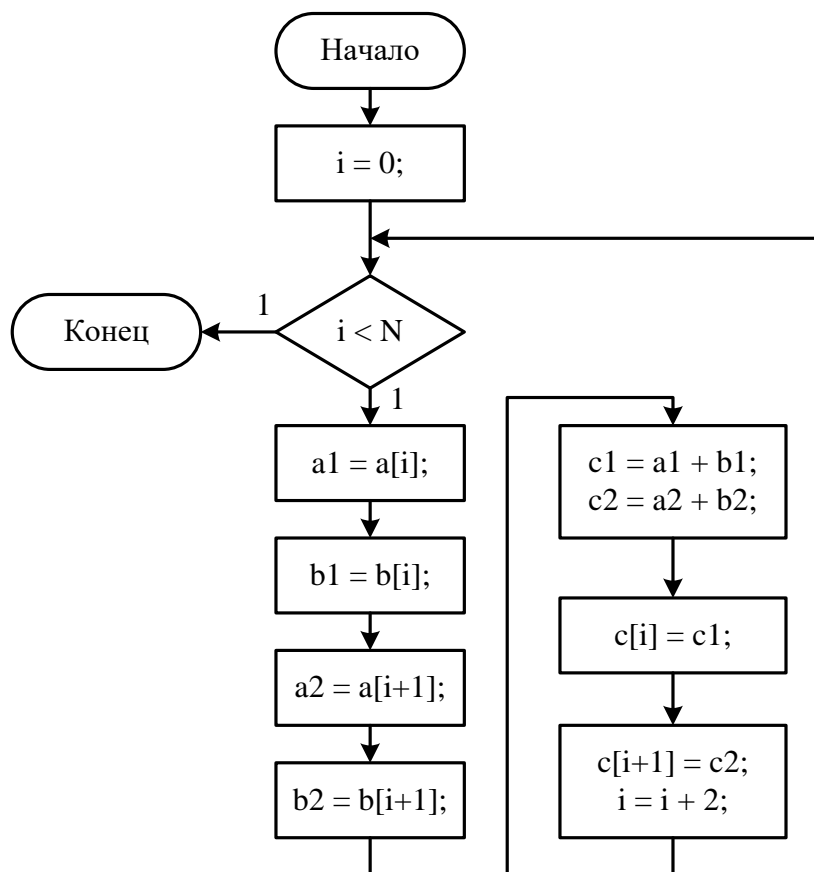 Начало
i = 0;
1
Конец
i < N
1
a1 = a[i];
b1 = b[i];
a2 = a[i+1];
b2 = b[i+1];
c1 = a1 + b1;
c2 = a2 + b2;
c[i] = c1;
c[i+1] = c2;
i = i + 2;